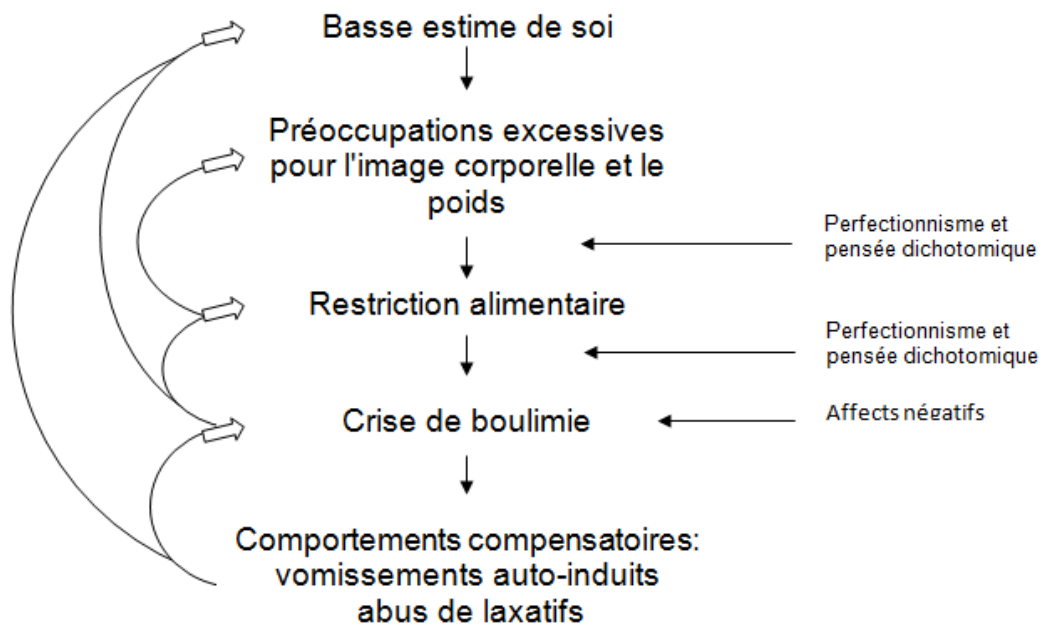 Basse estime de soi
Préoccupations excessives
pour l'image corporelle et le
poids
Perfectionnisme et
pensée dichotomique
Restriction alimentaire
Perfectionnisme et
pensée dichotomique
Crise de boulimie
Affects négatifs
Comportements compensatoires:
vomissements auto-induits
abus de laxatifs